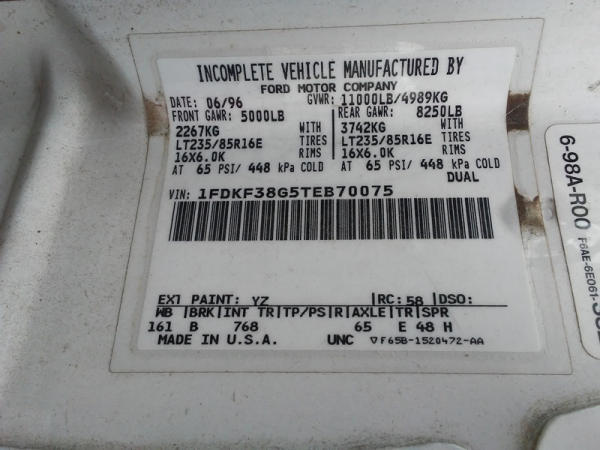 INCOMPLETE VEHICLE MANUFACTURED BY
FORD MOTOR COMPANY
DATE: 06/96 GVWR: 11000LB/4989KG
FRONT GAWR: 5000LB REAR GAWR: 8250LB
2267KG WITH 3742KG WITH
LT235/85R16E TIRES LT235/85R16E TIRES
16X6.0K RIMS 16X6.0K RIMS
AT 65 PSI/ 448 kPa COLD AT 65 PSI/ 448 kPa COLD
DUAL
VIN: 1FDKF38G5TEB70075
EXT PAINT: YZ |RC: 58 |DSO:
WB |BRK|INT TR|TP/PS|R|AXLE|TR|SPR
161 B 768 65 E 48 H
MADE IN U.S.A. UNC ▽F65B-1520472-AA
6-98A-R00
F6AE-6E061-